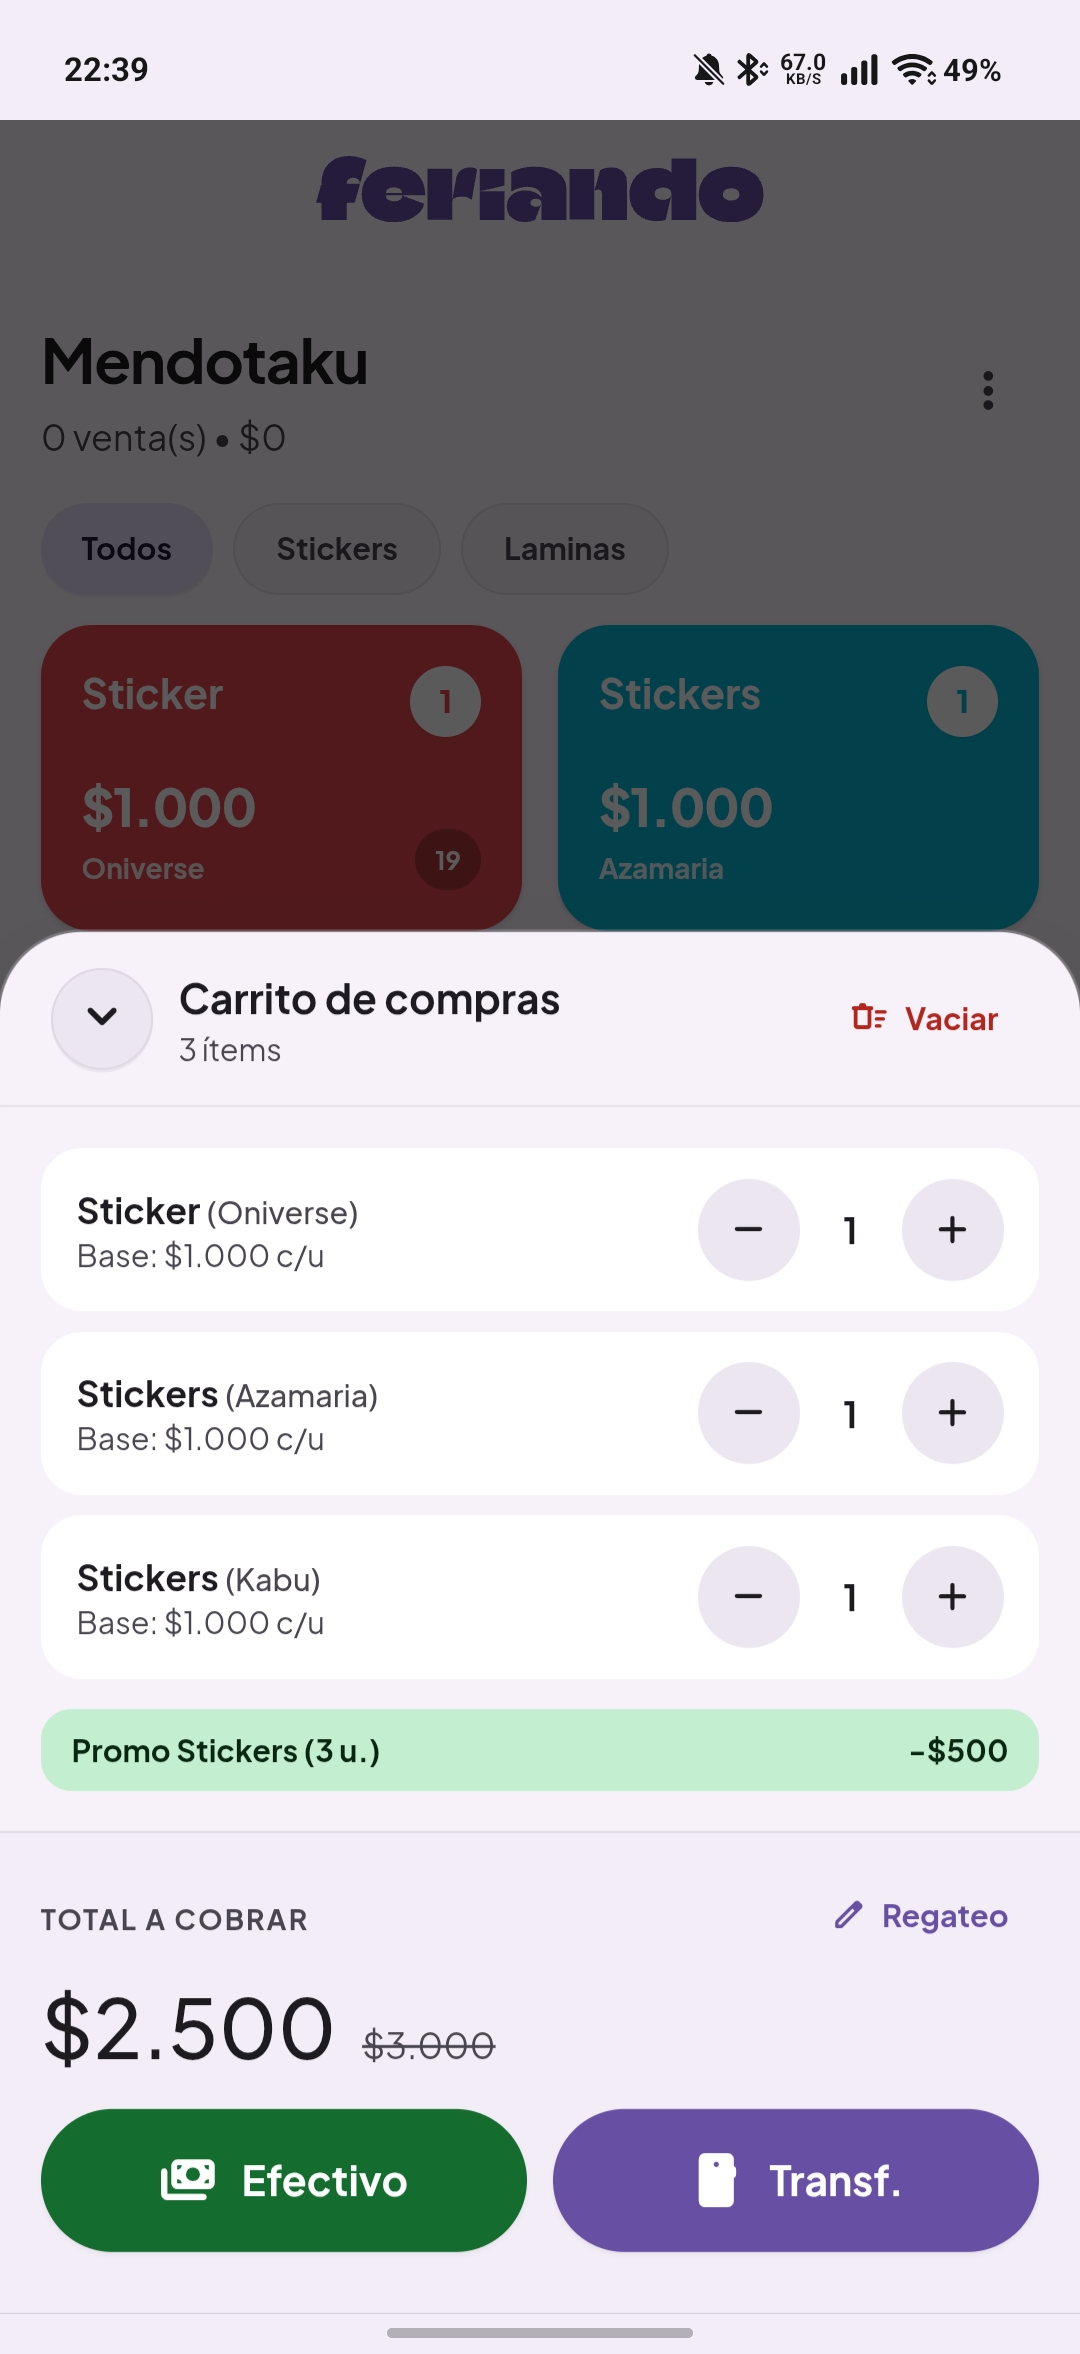 22:39
67.0
KB/S
49%
feriando
Mendotaku
0 venta(s) • $0
Todos
Stickers
Laminas
Sticker
1
$1.000
Oniverse
19
Stickers
1
$1.000
Azamaria
Carrito de compras
3 ítems
Vaciar
Sticker (Oniverse)
Base: $1.000 c/u
− 1 +
Stickers (Azamaria)
Base: $1.000 c/u
− 1 +
Stickers (Kabu)
Base: $1.000 c/u
− 1 +
Promo Stickers (3 u.)
-$500
TOTAL A COBRAR
Regateo
$2.500 $3.000
Efectivo
Transf.